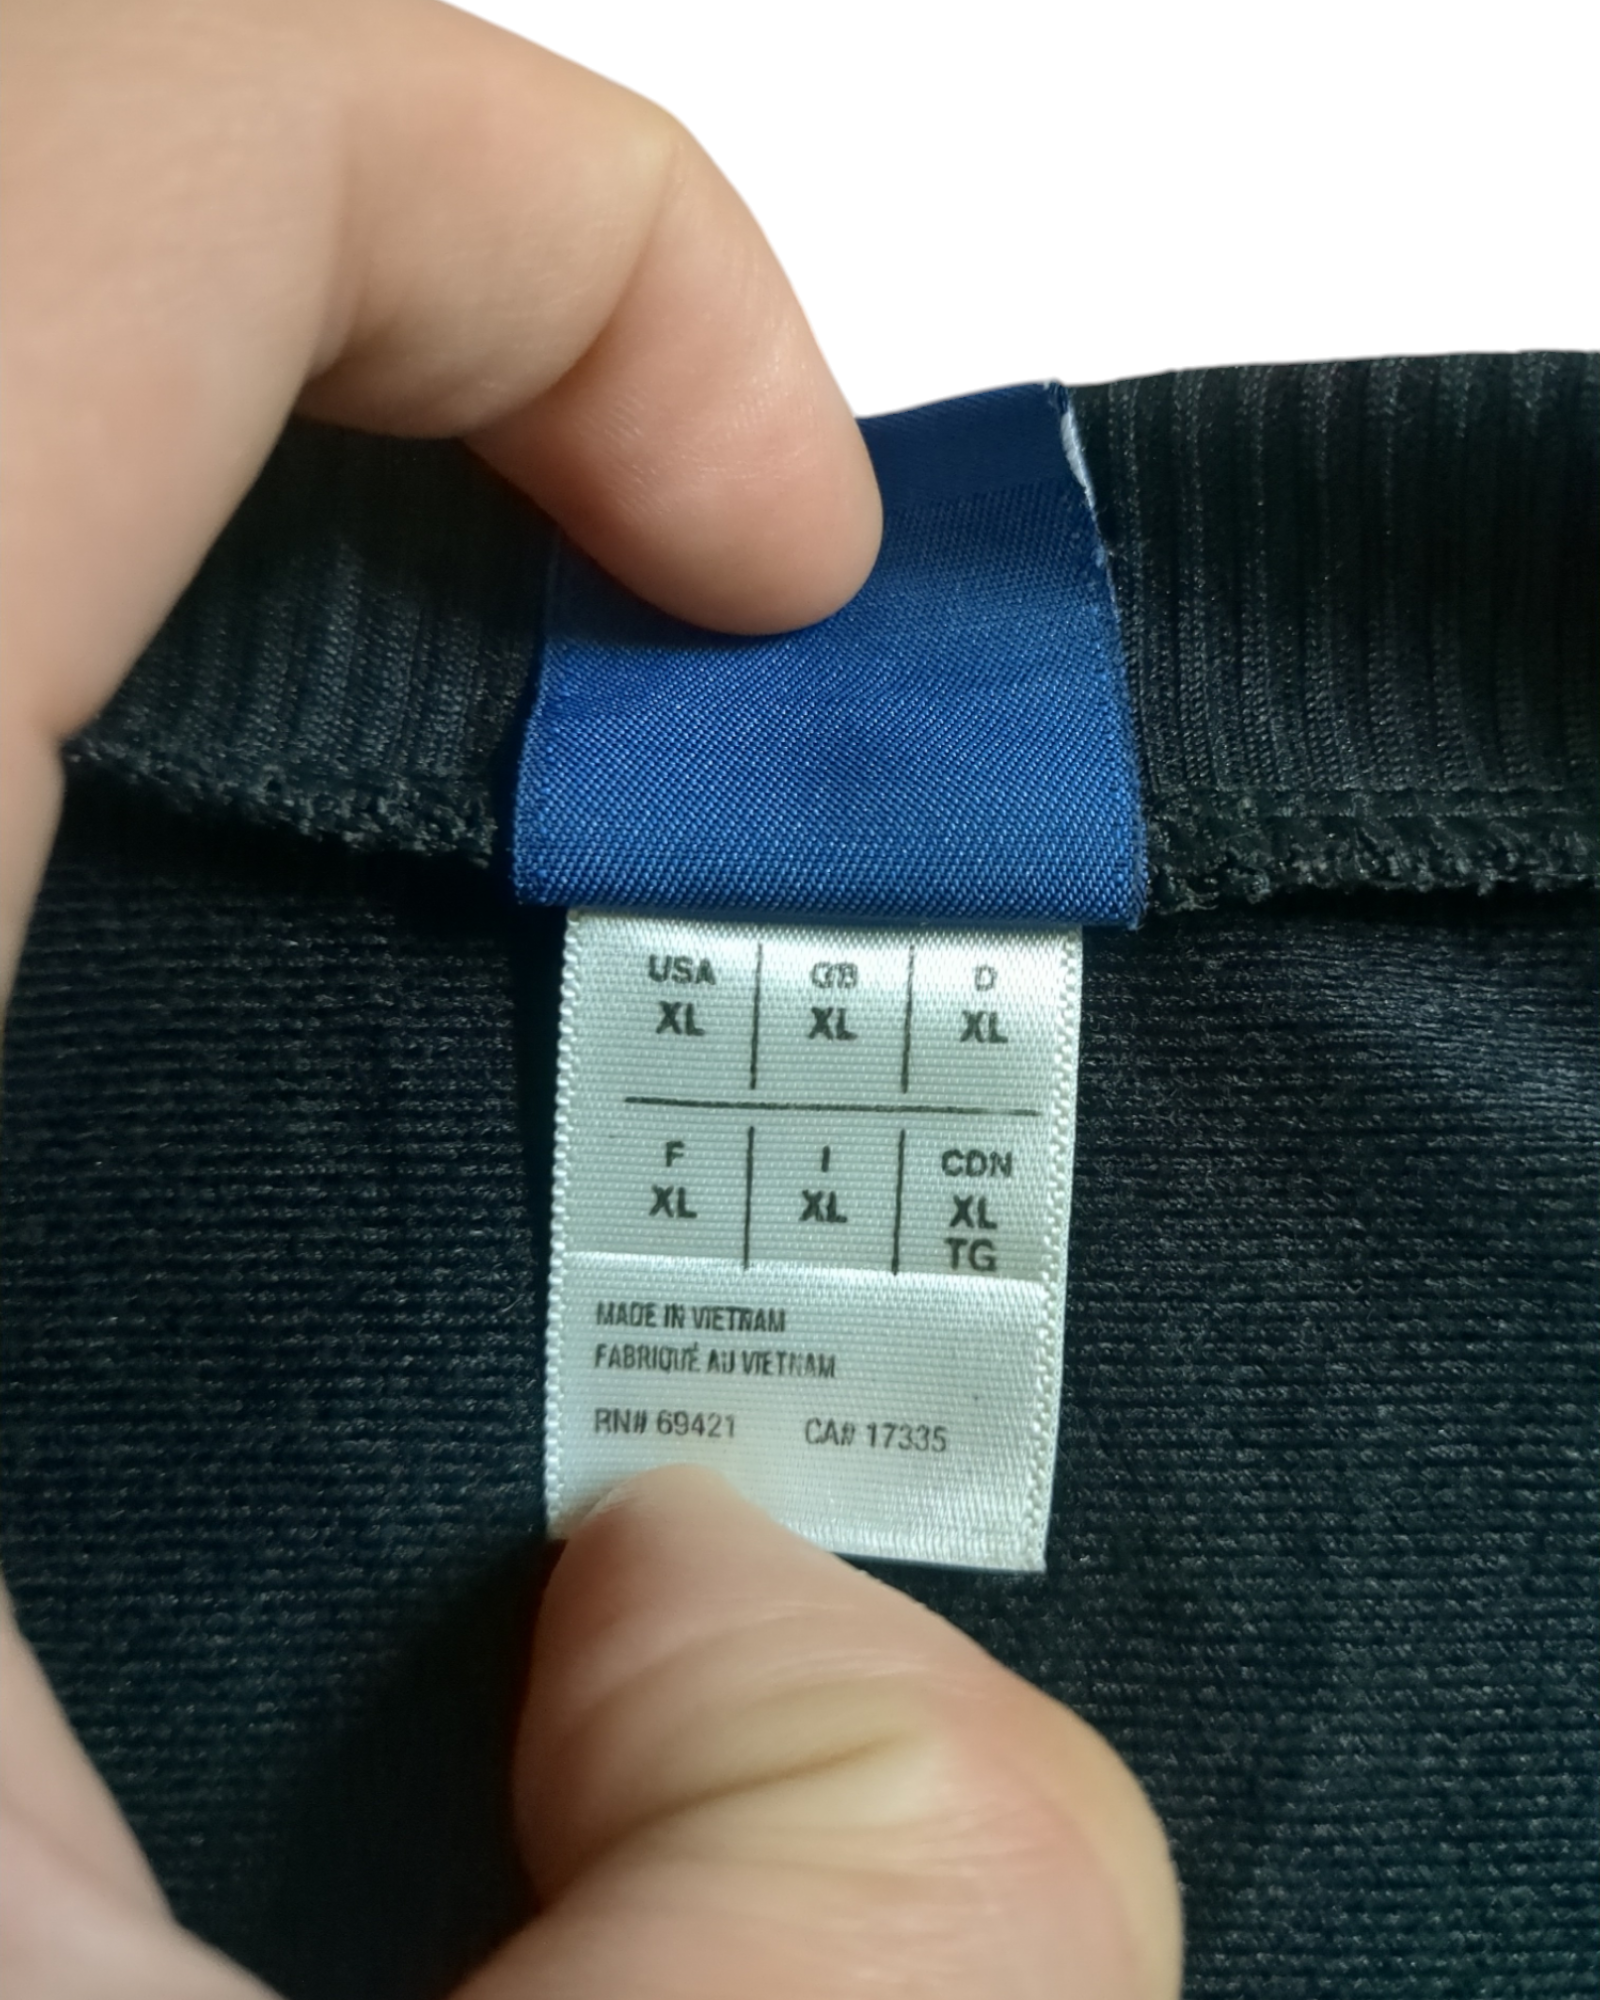 USA GB D
XL XL XL
F I CDN
XL XL XL
TG
MADE IN VIETNAM
FABRIQUÉ AU VIETNAM
RN# 69421 CA# 17335